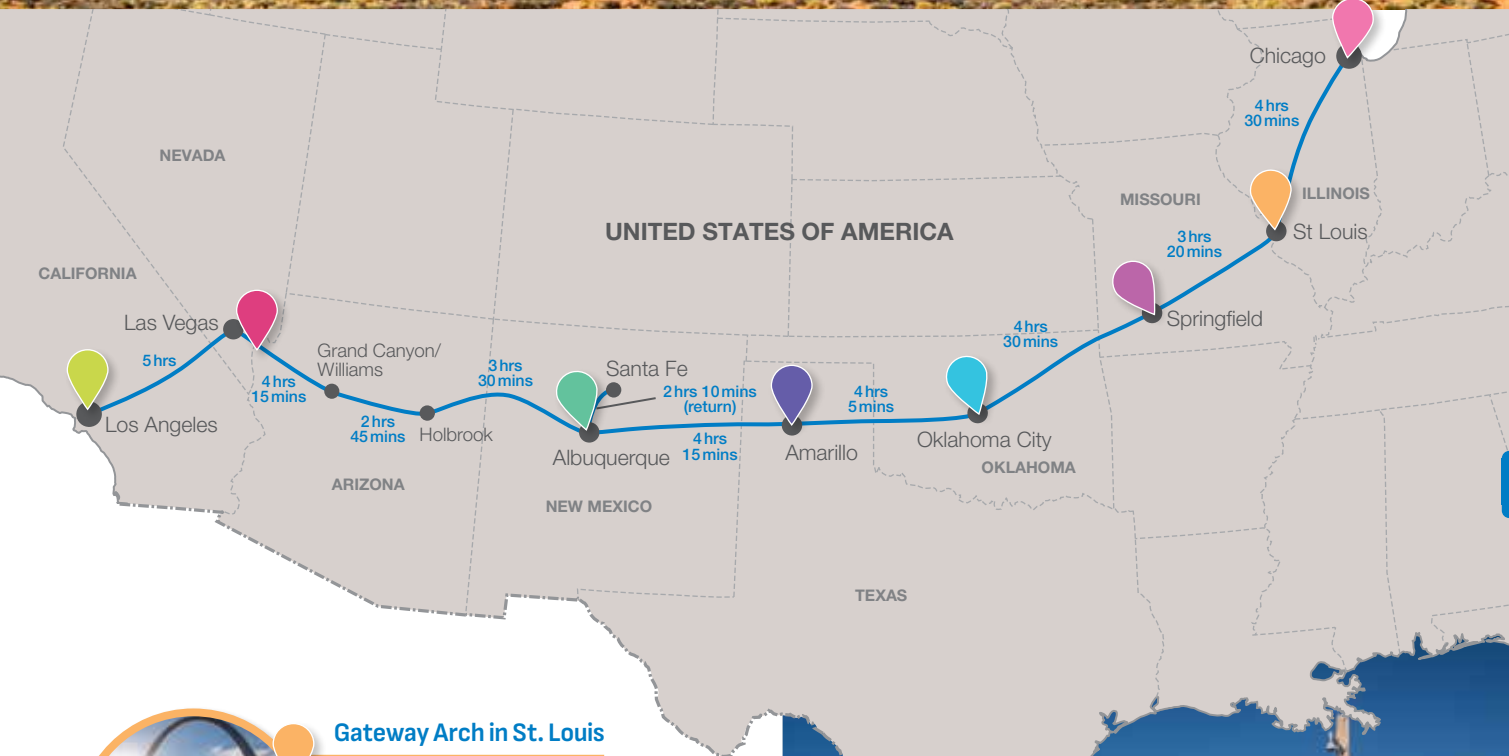 Chicago
4 hrs
30 mins
NEVADA
MISSOURI
ILLINOIS
UNITED STATES OF AMERICA
St Louis
3 hrs
20 mins
CALIFORNIA
Las Vegas
Springfield
5 hrs
4 hrs
30 mins
Grand Canyon/
Williams
4 hrs
15 mins
3 hrs
30 mins
Santa Fe
2 hrs 10 mins
(return)
4 hrs
5 mins
Los Angeles
2 hrs
45 mins
Holbrook
Albuquerque
4 hrs
15 mins
Amarillo
Oklahoma City
OKLAHOMA
ARIZONA
NEW MEXICO
TEXAS
Gateway Arch in St. Louis